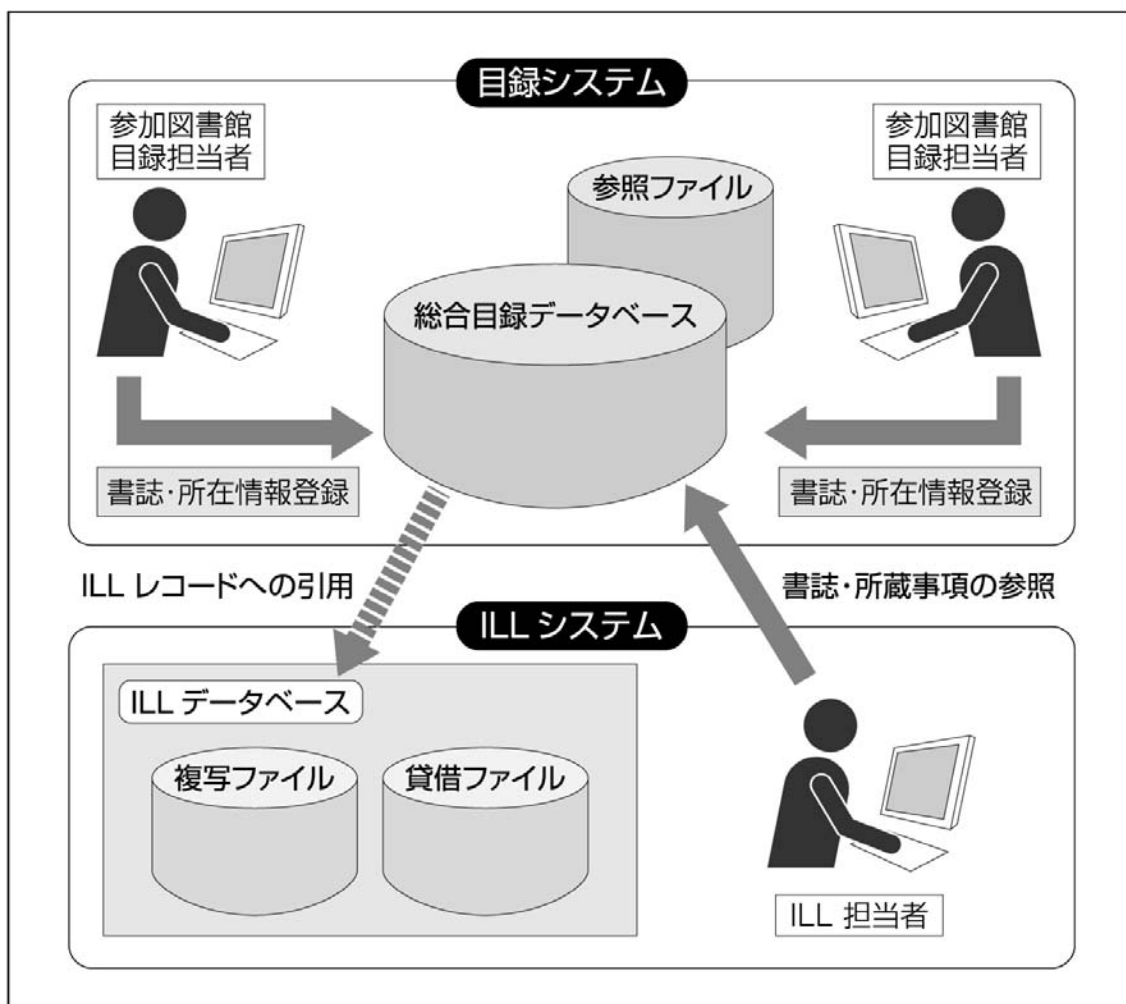 目録システム
参加図書館
目録担当者
参加図書館
目録担当者
参照ファイル
総合目録データベース
書誌・所在情報登録
書誌・所在情報登録
ILL レコードへの引用
書誌・所蔵事項の参照
ILL システム
ILL データベース
複写ファイル
貸借ファイル
ILL 担当者